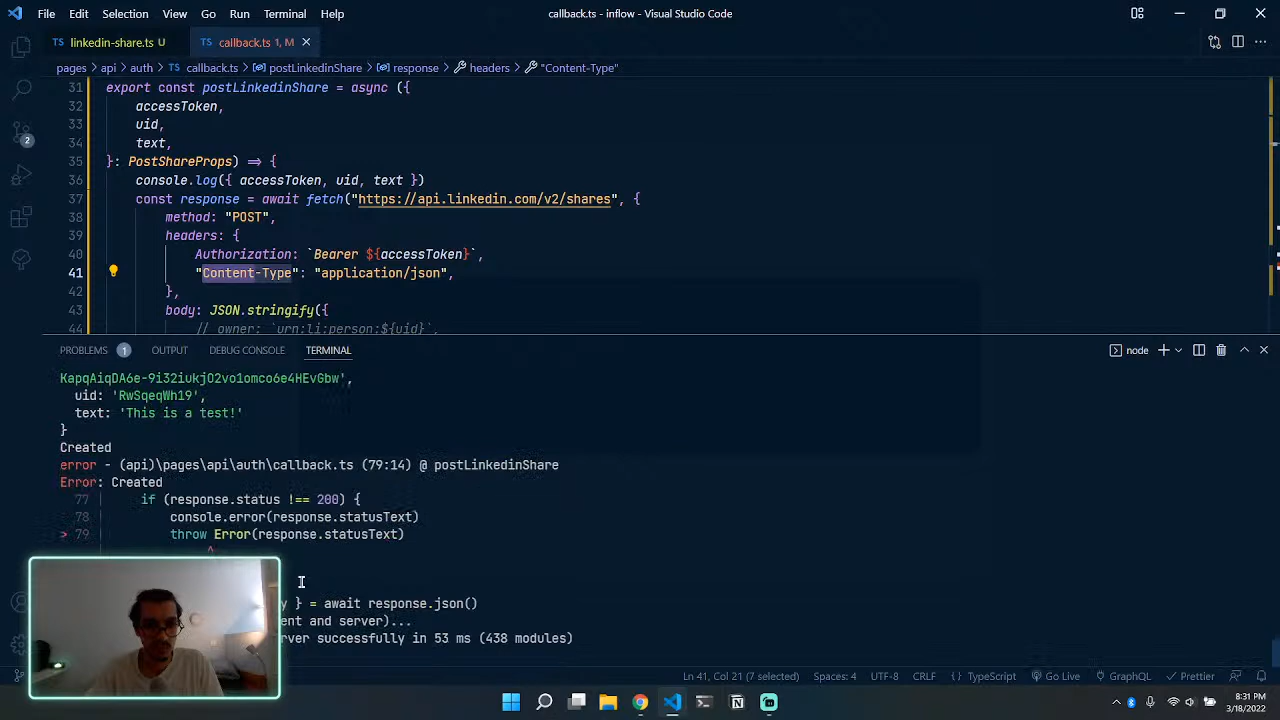 File Edit Selection View Go Run Terminal Help
callback.ts - inflow - Visual Studio Code
linkedin-share.ts U
callback.ts 1, M
pages > api > auth > callback.ts > postLinkedinShare > response > headers > "Content-Type"
31 export const postLinkedinShare = async ({
32 accessToken,
33 uid,
34 text,
35 }: PostShareProps) => {
36 console.log({ accessToken, uid, text })
37 const response = await fetch("https://api.linkedin.com/v2/shares", {
38 method: "POST",
39 headers: {
40 Authorization: `Bearer ${accessToken}`,
41 "Content-Type": "application/json",
42 },
43 body: JSON.stringify({
44 // owner: `urn:li:person:${uid}`,
2
PROBLEMS 1 OUTPUT DEBUG CONSOLE TERMINAL
node
KapqAiqDA6e-9i32iukjO2vo1omco6e4HEvGbw',
uid: 'RwSqeqWh19',
text: 'This is a test!'
}
Created
error - (api)\pages\api\auth\callback.ts (79:14) @ postLinkedinShare
Error: Created
77 | if (response.status !== 200) {
78 | console.error(response.statusText)
> 79 | throw Error(response.statusText)
^
y } = await response.json()
ent and server)...
rver successfully in 53 ms (438 modules)
Ln 41, Col 21 (7 selected) Spaces: 4 UTF-8 CRLF {} TypeScript Go Live GraphQL Prettier
8:31 PM
3/18/2022